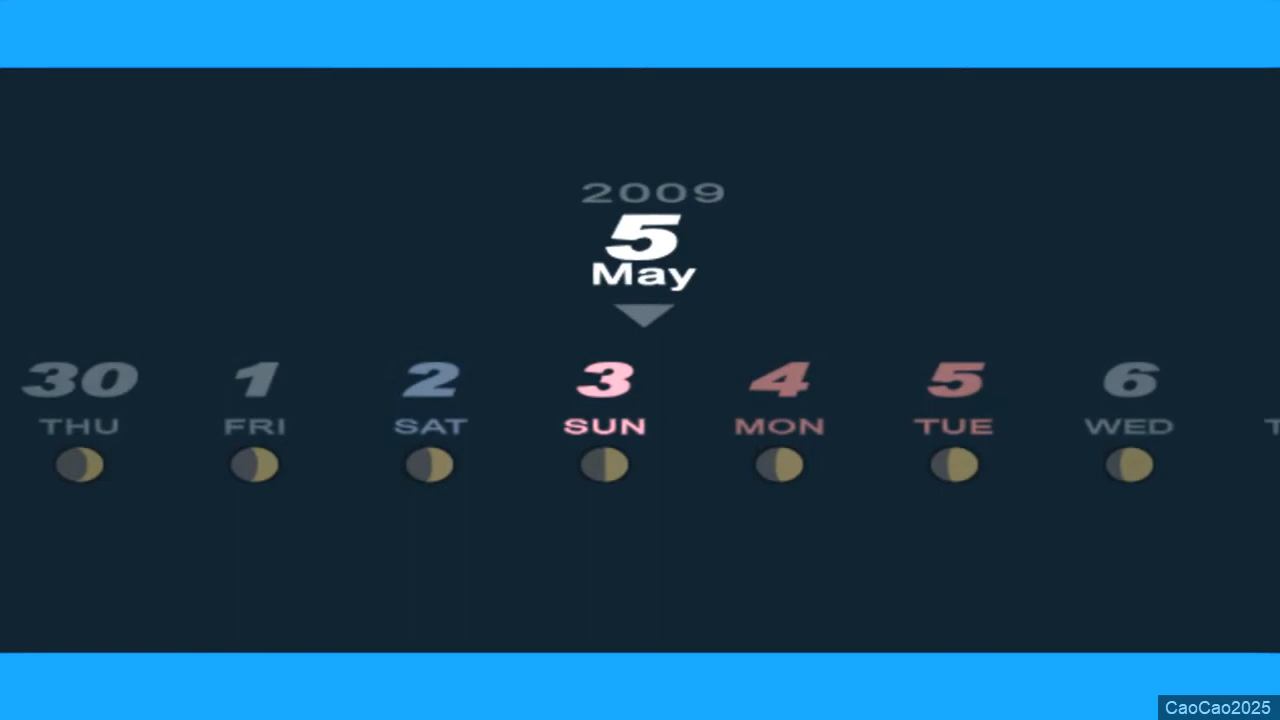 2009
5
May
30 1 2 3 4 5 6
THU FRI SAT SUN MON TUE WED
CaoCao2025